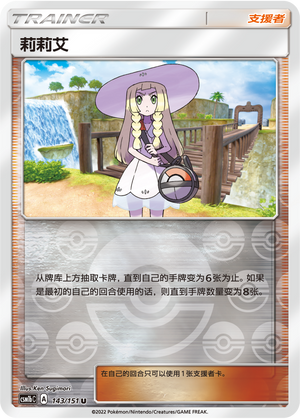 TRAINER
支援者
莉莉艾
从牌库上方抽取卡牌，直到自己的手牌变为6张为止。如果
是最初的自己的回合使用的话，则直到手牌数量变为8张。
Illus. Ken Sugimori
在自己的回合只可以使用1张支援者卡。
CSM1bC A 143/151 U
©2022 Pokémon/Nintendo/Creatures/GAME FREAK.